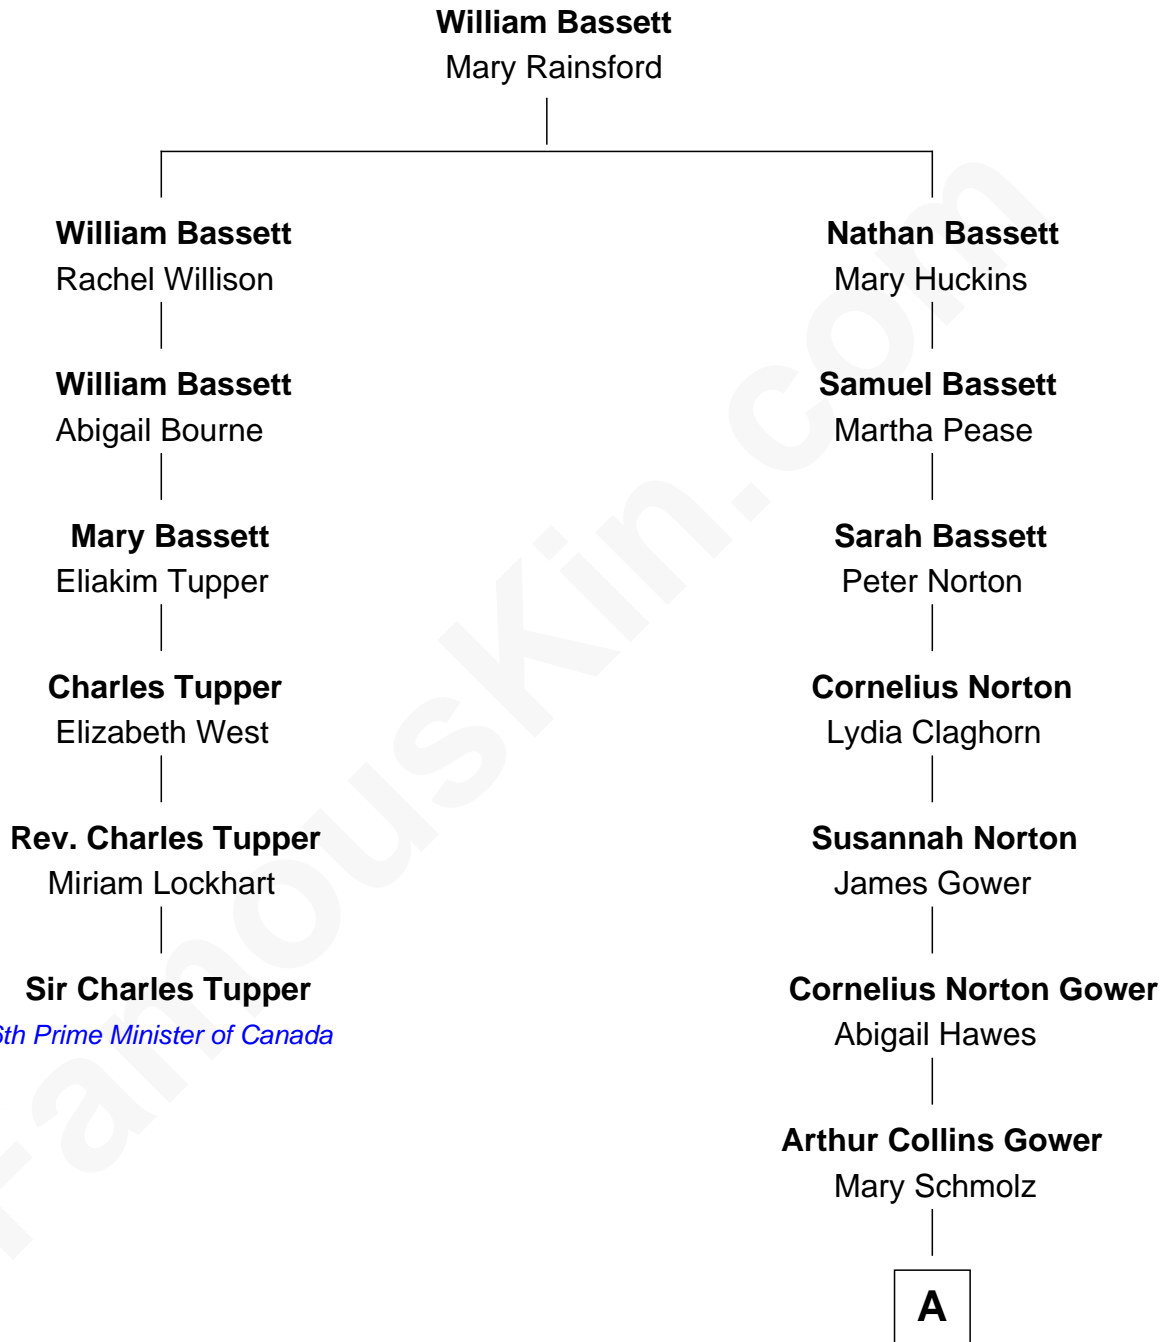 William Bassett
Mary Rainsford
William Bassett
Rachel Willison
William Bassett
Abigail Bourne
Mary Bassett
Eliakim Tupper
Charles Tupper
Elizabeth West
Rev. Charles Tupper
Miriam Lockhart
Sir Charles Tupper
6th Prime Minister of Canada
Nathan Bassett
Mary Huckins
Samuel Bassett
Martha Pease
Sarah Bassett
Peter Norton
Cornelius Norton
Lydia Claghorn
Susannah Norton
James Gower
Cornelius Norton Gower
Abigail Hawes
Arthur Collins Gower
Mary Schmolz
A
FamousKin.com